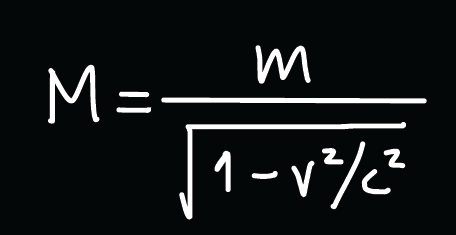 M = m / √(1 - v²/c²)